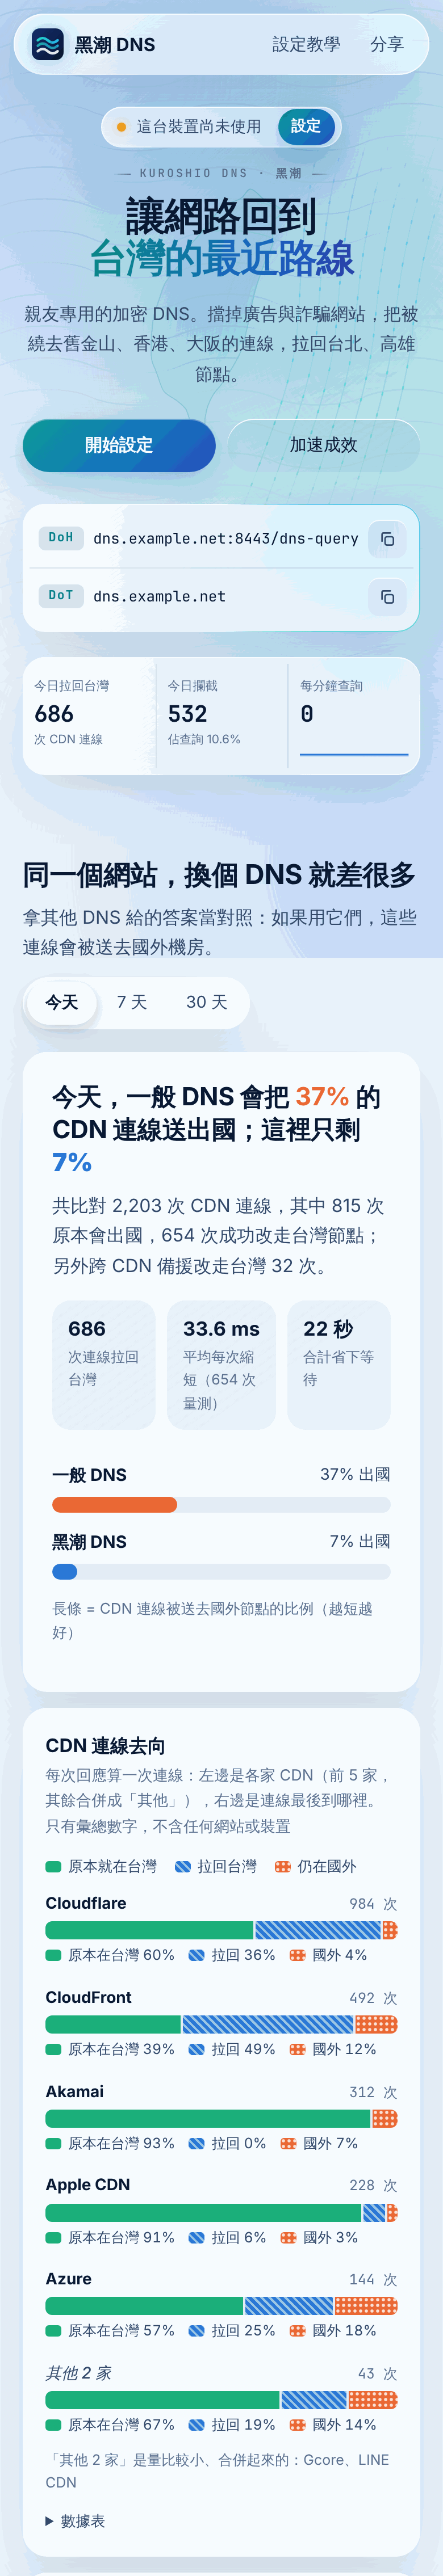 黑潮 DNS
設定教學
分享
這台裝置尚未使用
設定
KUROSHIO DNS · 黑潮
讓網路回到
台灣的最近路線
親友專用的加密 DNS。擋掉廣告與詐騙網站，把被
繞去舊金山、香港、大阪的連線，拉回台北、高雄
節點。
開始設定
加速成效
DoH
dns.example.net:8443/dns-query
DoT
dns.example.net
今日拉回台灣
686
次 CDN 連線
今日攔截
532
佔查詢 10.6%
每分鐘查詢
0
同一個網站，換個 DNS 就差很多
拿其他 DNS 給的答案當對照：如果用它們，這些
連線會被送去國外機房。
今天
7 天
30 天
今天，一般 DNS 會把 37% 的
CDN 連線送出國；這裡只剩
7%
共比對 2,203 次 CDN 連線，其中 815 次
原本會出國，654 次成功改走台灣節點；
另外跨 CDN 備援改走台灣 32 次。
686
次連線拉回
台灣
33.6 ms
平均每次縮
短（654 次
量測）
22 秒
合計省下等
待
一般 DNS
37% 出國
黑潮 DNS
7% 出國
長條 = CDN 連線被送去國外節點的比例（越短越
好）
CDN 連線去向
每次回應算一次連線：左邊是各家 CDN（前 5 家，
其餘合併成「其他」），右邊是連線最後到哪裡。
只有彙總數字，不含任何網站或裝置
原本就在台灣
拉回台灣
仍在國外
Cloudflare
984 次
原本在台灣 60%
拉回 36%
國外 4%
CloudFront
492 次
原本在台灣 39%
拉回 49%
國外 12%
Akamai
312 次
原本在台灣 93%
拉回 0%
國外 7%
Apple CDN
228 次
原本在台灣 91%
拉回 6%
國外 3%
Azure
144 次
原本在台灣 57%
拉回 25%
國外 18%
其他 2 家
43 次
原本在台灣 67%
拉回 19%
國外 14%
「其他 2 家」是量比較小、合併起來的：Gcore、LINE
CDN
▶ 數據表